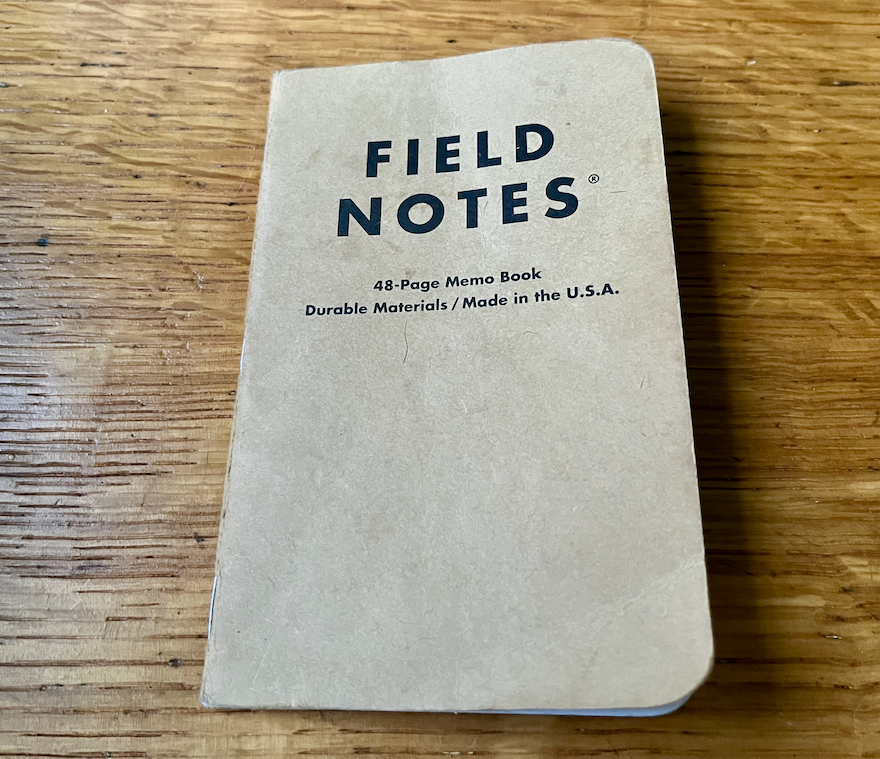 FIELD
NOTES®
48-Page Memo Book
Durable Materials / Made in the U.S.A.